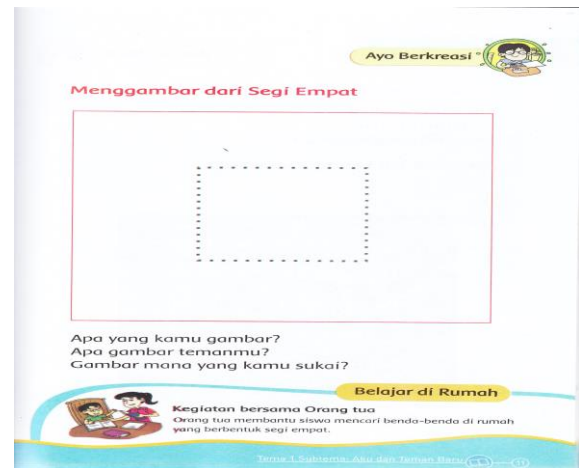 Ayo Berkreasi
Menggambar dari Segi Empat
Apa yang kamu gambar?
Apa gambar temanmu?
Gambar mana yang kamu sukai?
Belajar di Rumah
Kegiatan bersama Orang tua
Orang tua membantu siswa mencari benda-benda di rumah
yang berbentuk segi empat.
Tema 1 Subtema: Aku dan Teman Baru